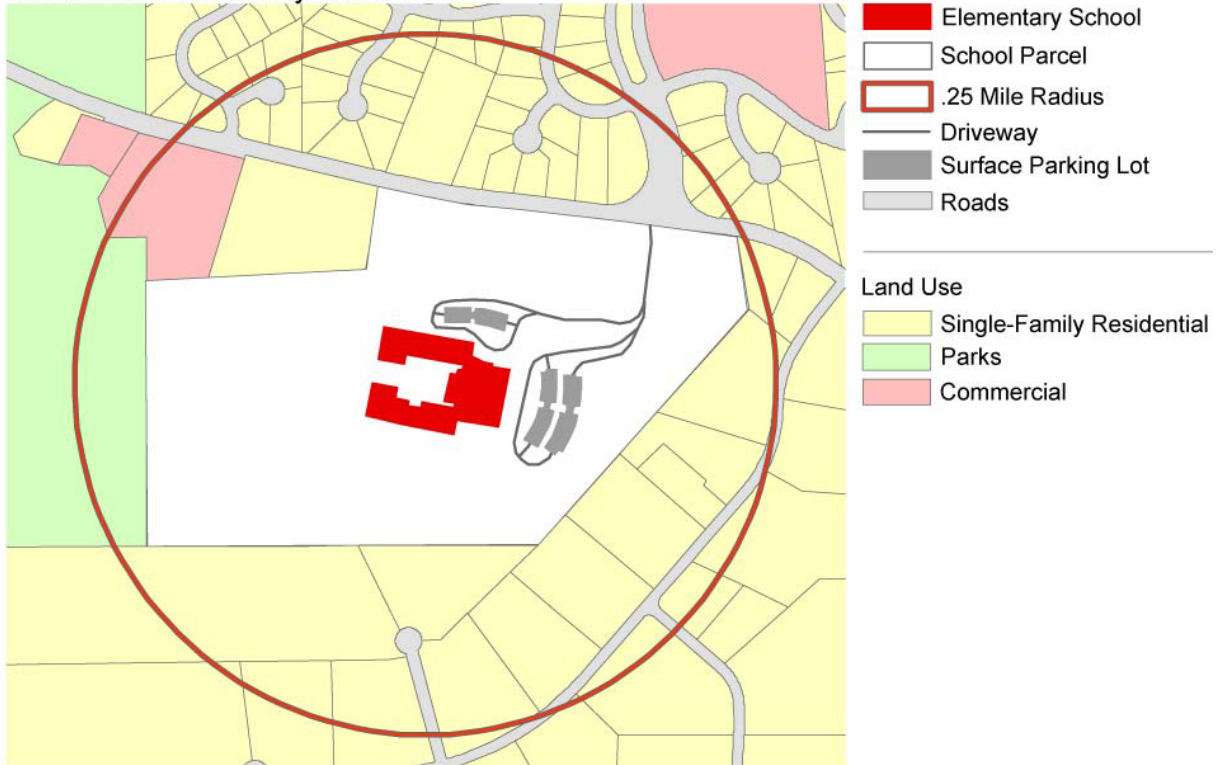 Elementary School
School Parcel
.25 Mile Radius
Driveway
Surface Parking Lot
Roads
Land Use
Single-Family Residential
Parks
Commercial